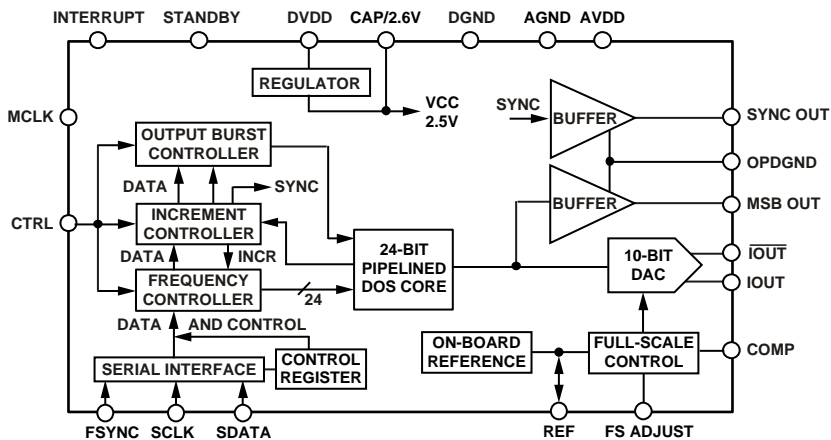 INTERRUPT STANDBY DVDD CAP/2.6V DGND AGND AVDD
REGULATOR
VCC
2.5V
MCLK
SYNC
BUFFER
SYNC OUT
OUTPUT BURST
CONTROLLER
OPDGND
DATA
SYNC
BUFFER
MSB OUT
CTRL
INCREMENT
CONTROLLER
24-BIT
PIPELINED
DOS CORE
10-BIT
DAC
IOUT
IOUT
DATA
INCR
FREQUENCY
CONTROLLER
24
DATA
AND CONTROL
ON-BOARD
REFERENCE
FULL-SCALE
CONTROL
COMP
SERIAL INTERFACE
CONTROL
REGISTER
FSYNC SCLK SDATA REF FS ADJUST